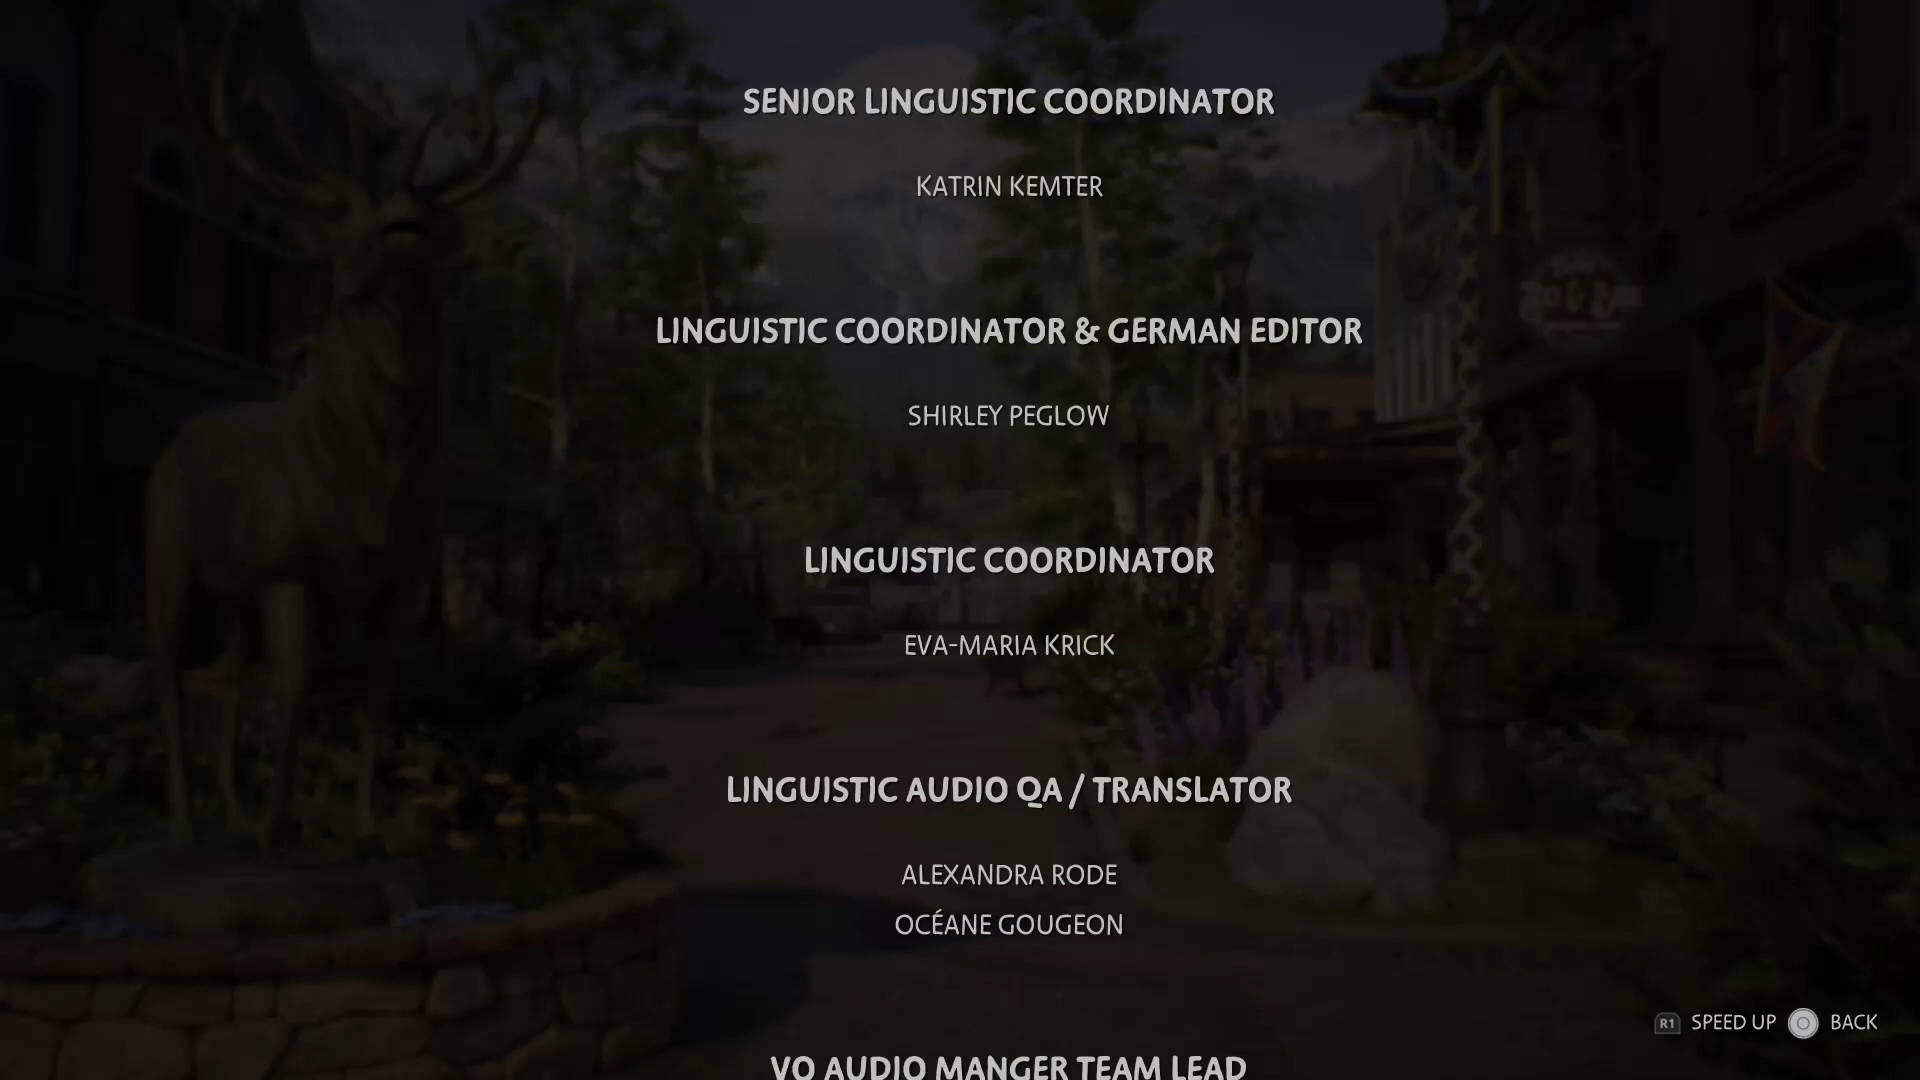 SENIOR LINGUISTIC COORDINATOR
KATRIN KEMTER
LINGUISTIC COORDINATOR & GERMAN EDITOR
SHIRLEY PEGLOW
LINGUISTIC COORDINATOR
EVA-MARIA KRICK
LINGUISTIC AUDIO QA / TRANSLATOR
ALEXANDRA RODE
OCÉANE GOUGEON
R1 SPEED UP BACK
VO AUDIO MANGER TEAM LEAD